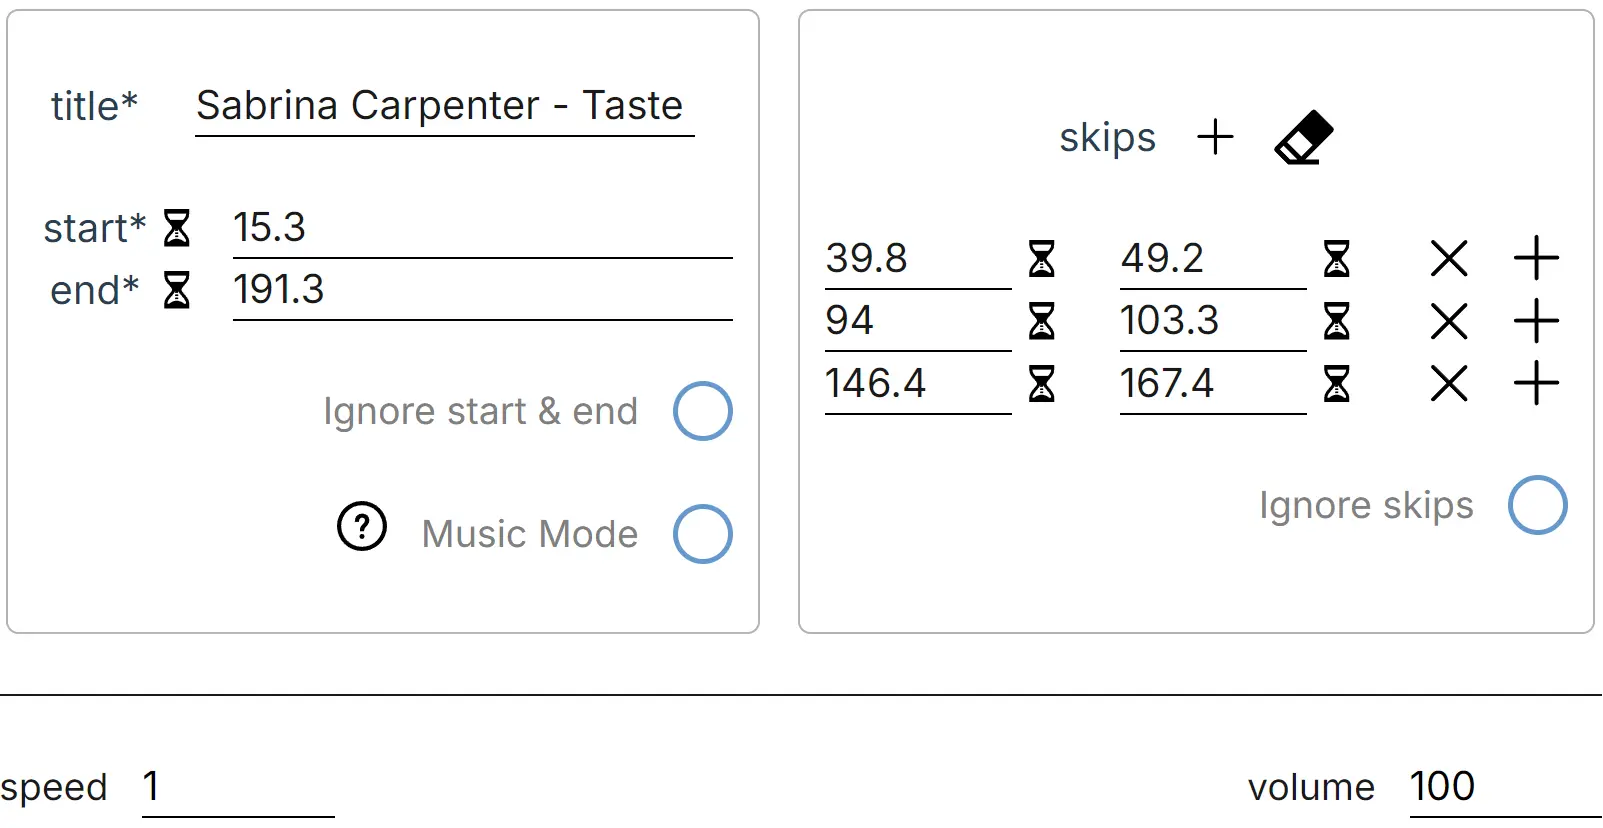 title* Sabrina Carpenter - Taste
start* 15.3
end* 191.3
Ignore start & end
? Music Mode
skips
39.8 49.2
94 103.3
146.4 167.4
Ignore skips
speed 1
volume 100